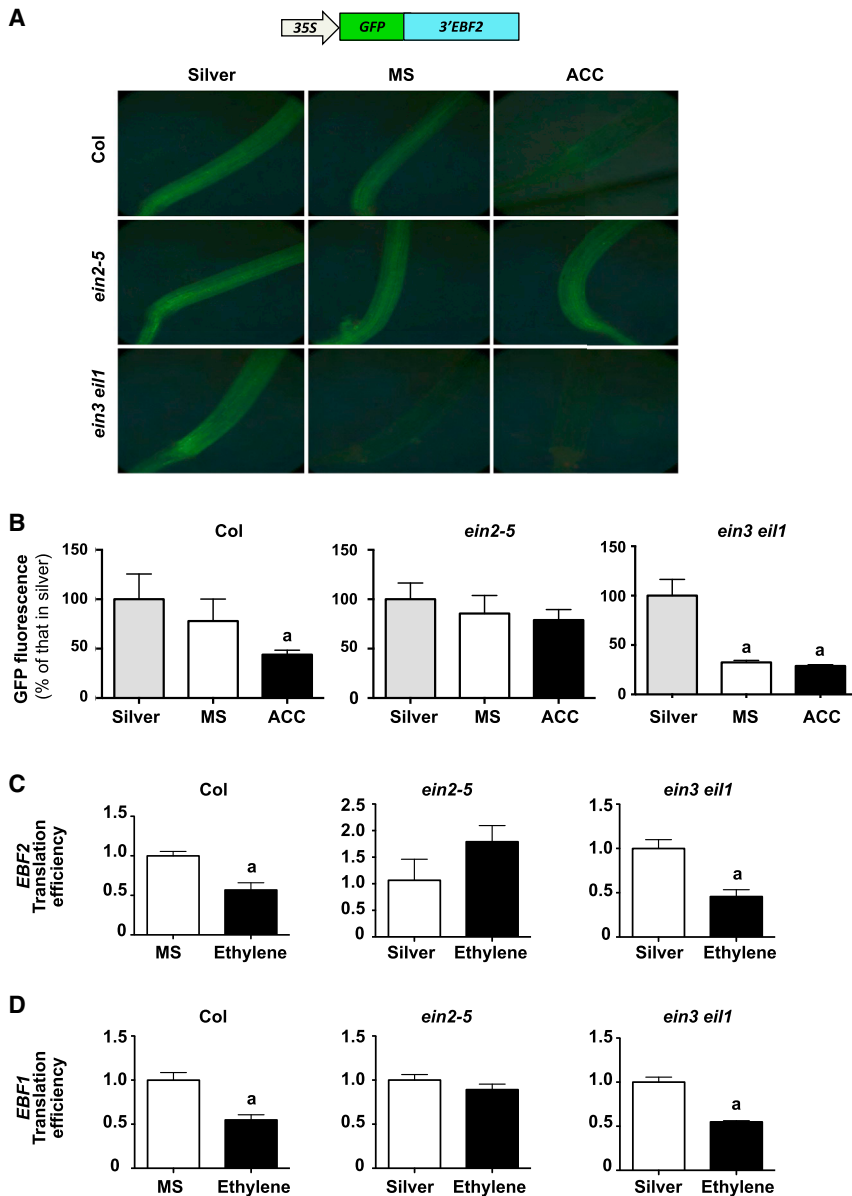 A
35S GFP 3'EBF2
Silver MS ACC
Col
ein2-5
ein3 eil1
B
Col ein2-5 ein3 eil1
GFP fluorescence
(% of that in silver)
150 150 150
100 100 100
50 50 50
0 0 0
a a a
Silver MS ACC Silver MS ACC Silver MS ACC
C
Col ein2-5 ein3 eil1
EBF2
Translation
efficiency
1.5 2.5 1.5
2.0
1.0 1.5 1.0
1.0
0.5 0.5 0.5
0 0 0
a a
MS Ethylene Silver Ethylene Silver Ethylene
D
Col ein2-5 ein3 eil1
EBF1
Translation
efficiency
1.5 1.5 1.5
1.0 1.0 1.0
0.5 0.5 0.5
0 0 0
a a
MS Ethylene Silver Ethylene Silver Ethylene